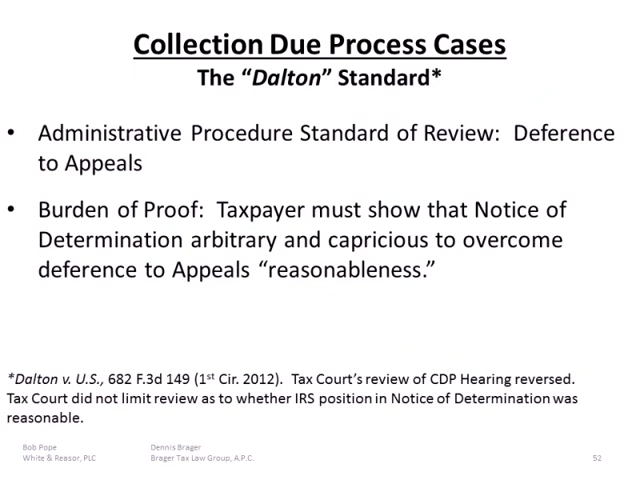 Collection Due Process Cases
The “Dalton” Standard*
• Administrative Procedure Standard of Review: Deference
to Appeals
• Burden of Proof: Taxpayer must show that Notice of
Determination arbitrary and capricious to overcome
deference to Appeals “reasonableness.”
*Dalton v. U.S., 682 F.3d 149 (1st Cir. 2012). Tax Court’s review of CDP Hearing reversed.
Tax Court did not limit review as to whether IRS position in Notice of Determination was
reasonable.
Bob Pope Dennis Brager
White & Reasor, PLC Brager Tax Law Group, A.P.C. 52